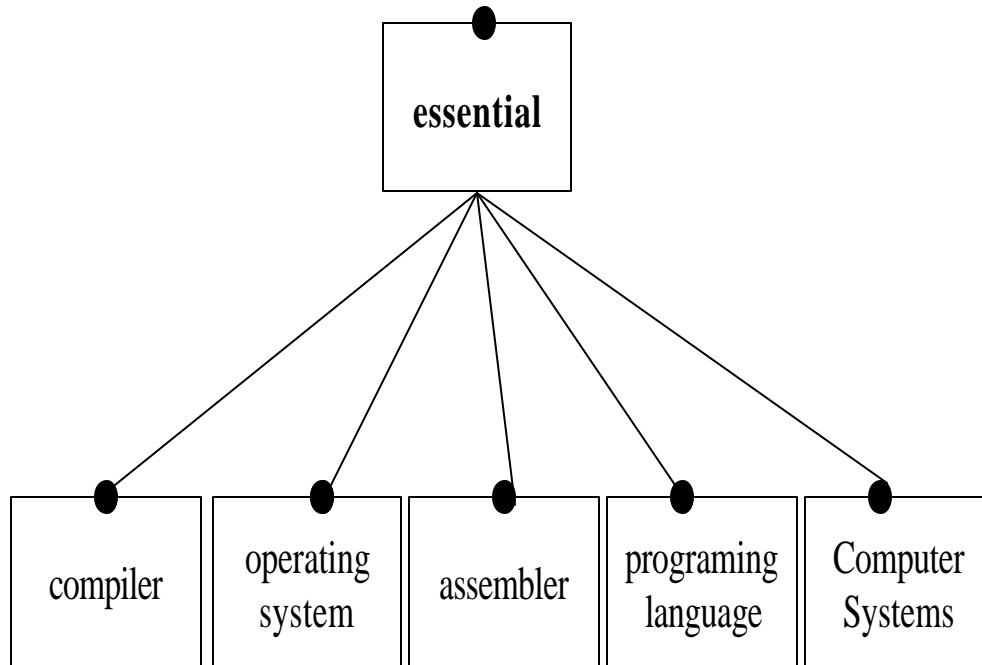 essential
compiler
operating
system
assembler
programing
language
Computer
Systems